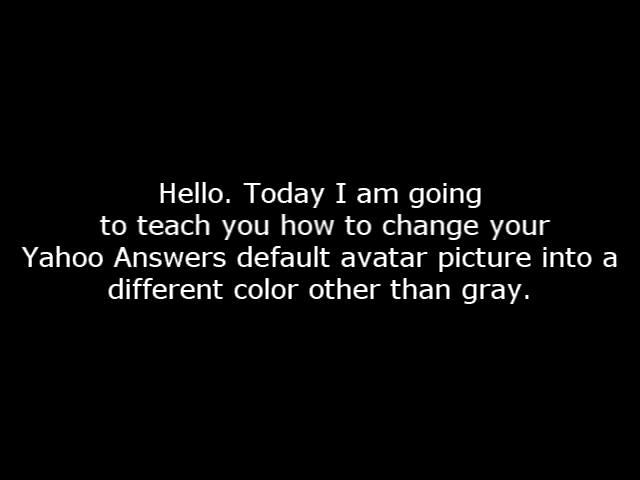 Hello. Today I am going
to teach you how to change your
Yahoo Answers default avatar picture into a
different color other than gray.